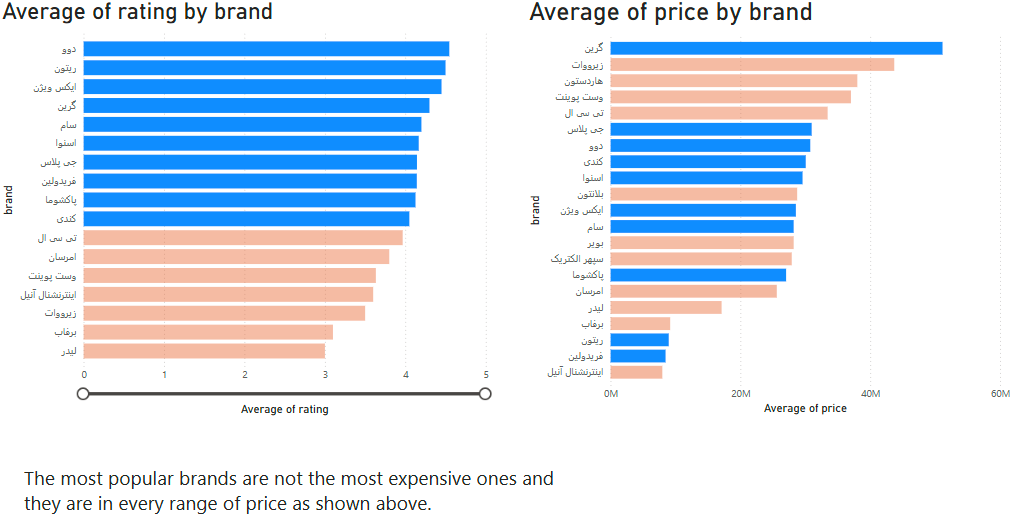 Average of rating by brand
دوو
ریتون
ایکس ویژن
گرین
سام
اسنوا
جی پلاس
فریدولین
پاکشوما
کندی
تی سی ال
امرسان
وست پوینت
اینترنشنال آنیل
زیرووات
برفاب
لیدر
brand
0 1 2 3 4 5
Average of rating
Average of price by brand
گرین
زیرووات
هاردستون
وست پوینت
تی سی ال
جی پلاس
دوو
کندی
اسنوا
بلانتون
ایکس ویژن
سام
بویر
سپهر الکتریک
پاکشوما
امرسان
لیدر
برفاب
ریتون
فریدولین
اینترنشنال آنیل
brand
0M 20M 40M 60M
Average of price
The most popular brands are not the most expensive ones and
they are in every range of price as shown above.